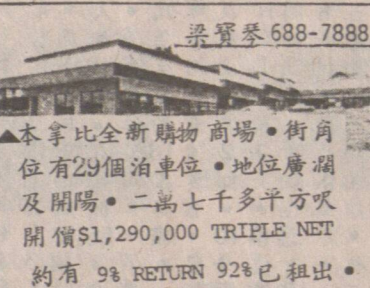 梁寶琴 688-7888
▲本拿比全新購物商場•街角
位有29個泊車位•地位廣濶
及開陽•二萬七千多平方呎
開價$1,290,000 TRIPLE NET
約有 9% RETURN 92%已租出•